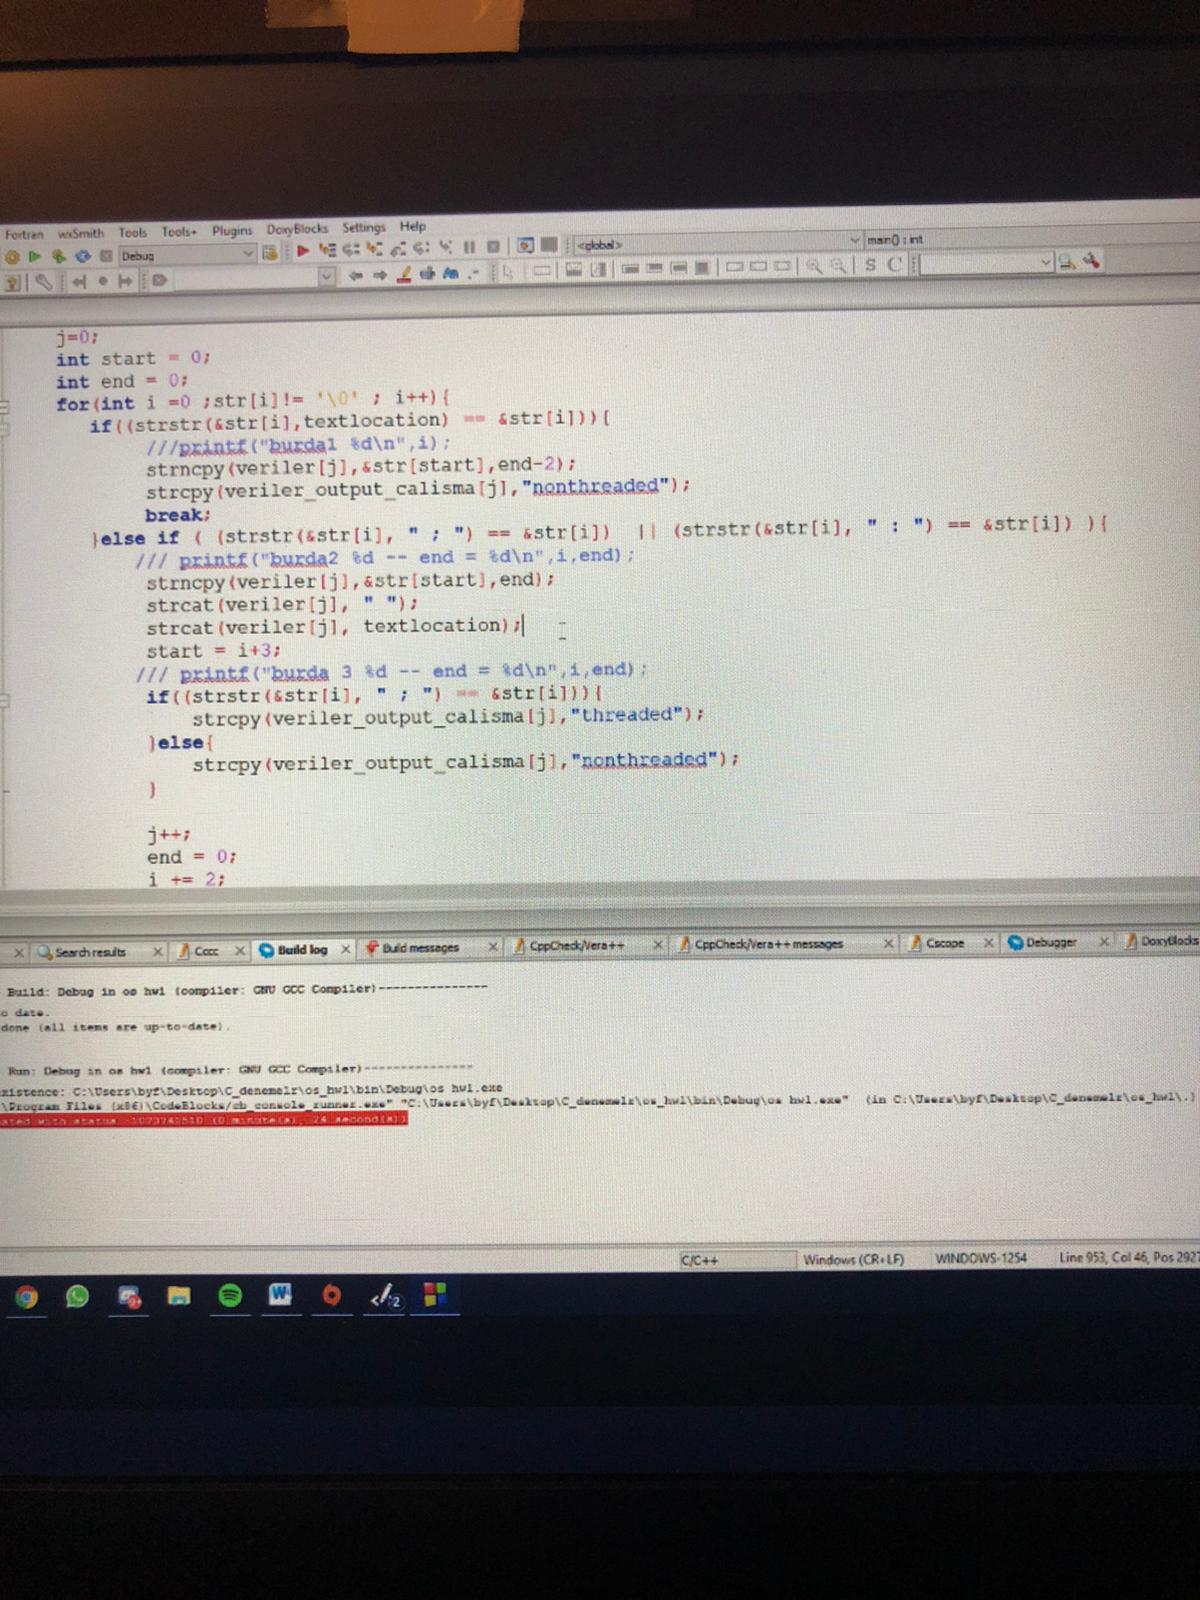 Fortran wxSmith Tools Tools+ Plugins DoxyBlocks Settings Help
Debug <global> main() : int
S C
j=0;
int start = 0;
int end = 0;
for(int i =0 ;str[i]!= '\0' ; i++){
if((strstr(&str[i],textlocation) == &str[i])){
///printf("burda1 %d\n",i);
strncpy(veriler[j],&str[start],end-2);
strcpy(veriler_output_calisma[j],"nonthreaded");
break;
}else if ( (strstr(&str[i], " ; ") == &str[i]) || (strstr(&str[i], " : ") == &str[i]) ){
/// printf("burda2 %d -- end = %d\n",i,end);
strncpy(veriler[j],&str[start],end);
strcat(veriler[j], " ");
strcat(veriler[j], textlocation);
start = i+3;
/// printf("burda 3 %d -- end = %d\n",i,end);
if((strstr(&str[i], " ; ") == &str[i])){
strcpy(veriler_output_calisma[j],"threaded");
}else{
strcpy(veriler_output_calisma[j],"nonthreaded");
}
j++;
end = 0;
i += 2;
Search results Cccc Build log Build messages CppCheck/Vera++ CppCheck/Vera++ messages Cscope Debugger DoxyBlocks
Build: Debug in os hw1 (compiler: GNU GCC Compiler)---------------
o date.
done (all items are up-to-date).
Run: Debug in os hw1 (compiler: GNU GCC Compiler)---------------
xistence: C:\Users\byf\Desktop\C_denemelr\os_hw1\bin\Debug\os hw1.exe
\Program Files (x86)\CodeBlocks/cb_console_runner.exe" "C:\Users\byf\Desktop\C_denemelr\os_hw1\bin\Debug\os hw1.exe" (in C:\Users\byf\Desktop\C_denemelr\os_hw1\.)
ated with status 1073741510 (0 minute(s), 24 second(s))
C/C++ Windows (CR+LF) WINDOWS-1254 Line 953, Col 46, Pos 2927